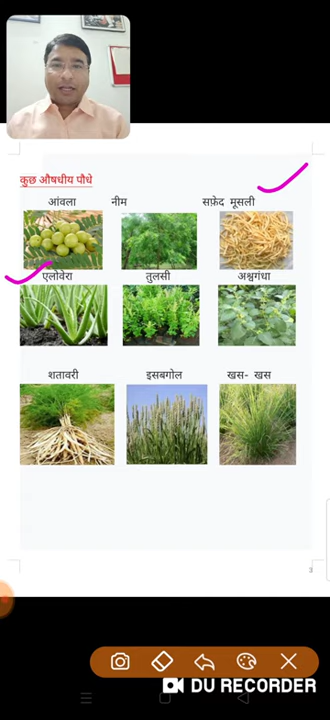 कुछ औषधीय पौधे
आंवला नीम सफ़ेद मूसली
एलोवेरा तुलसी अश्वगंधा
शतावरी इसबगोल खस- खस
DU RECORDER